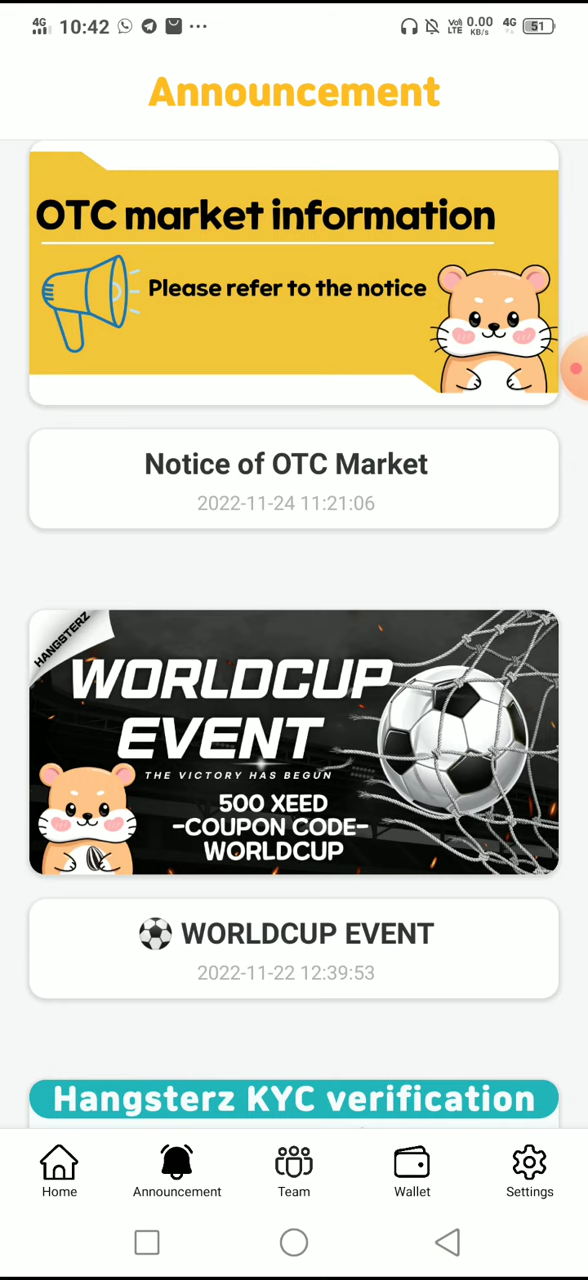 4G 10:42 ... VoLTE 0.00 KB/s 4G 51
Announcement
OTC market information
Please refer to the notice
Notice of OTC Market
2022-11-24 11:21:06
HANGSTERZ
WORLDCUP
EVENT
THE VICTORY HAS BEGUN
500 XEED
-COUPON CODE-
WORLDCUP
⚽ WORLDCUP EVENT
2022-11-22 12:39:53
Hangsterz KYC verification
Home Announcement Team Wallet Settings